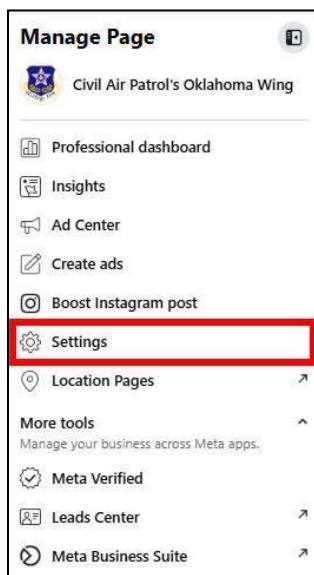 Manage Page
Civil Air Patrol's Oklahoma Wing
Professional dashboard
Insights
Ad Center
Create ads
Boost Instagram post
Settings
Location Pages
More tools
Manage your business across Meta apps.
Meta Verified
Leads Center
Meta Business Suite